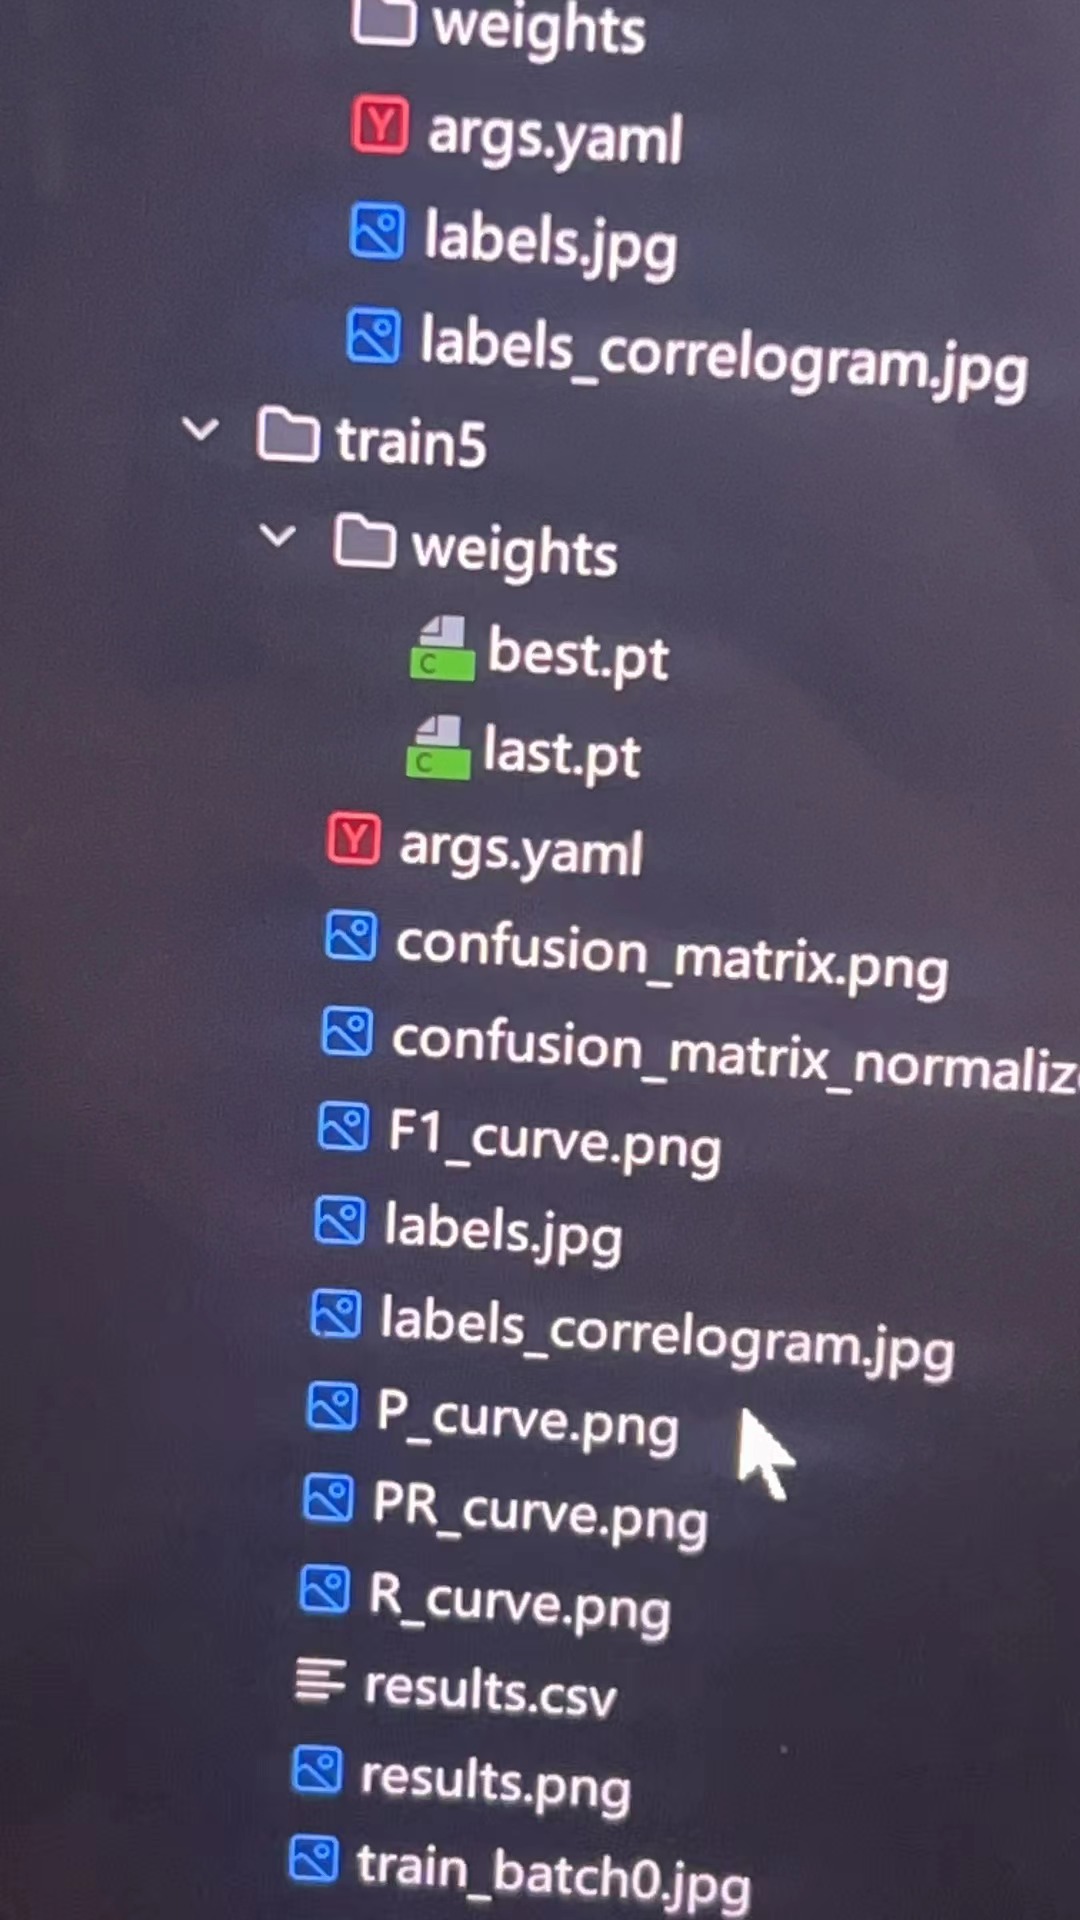 weights
args.yaml
labels.jpg
labels_correlogram.jpg
train5
weights
C best.pt
C last.pt
args.yaml
confusion_matrix.png
confusion_matrix_normaliz
F1_curve.png
labels.jpg
labels_correlogram.jpg
P_curve.png
PR_curve.png
R_curve.png
results.csv
results.png
train_batch0.jpg